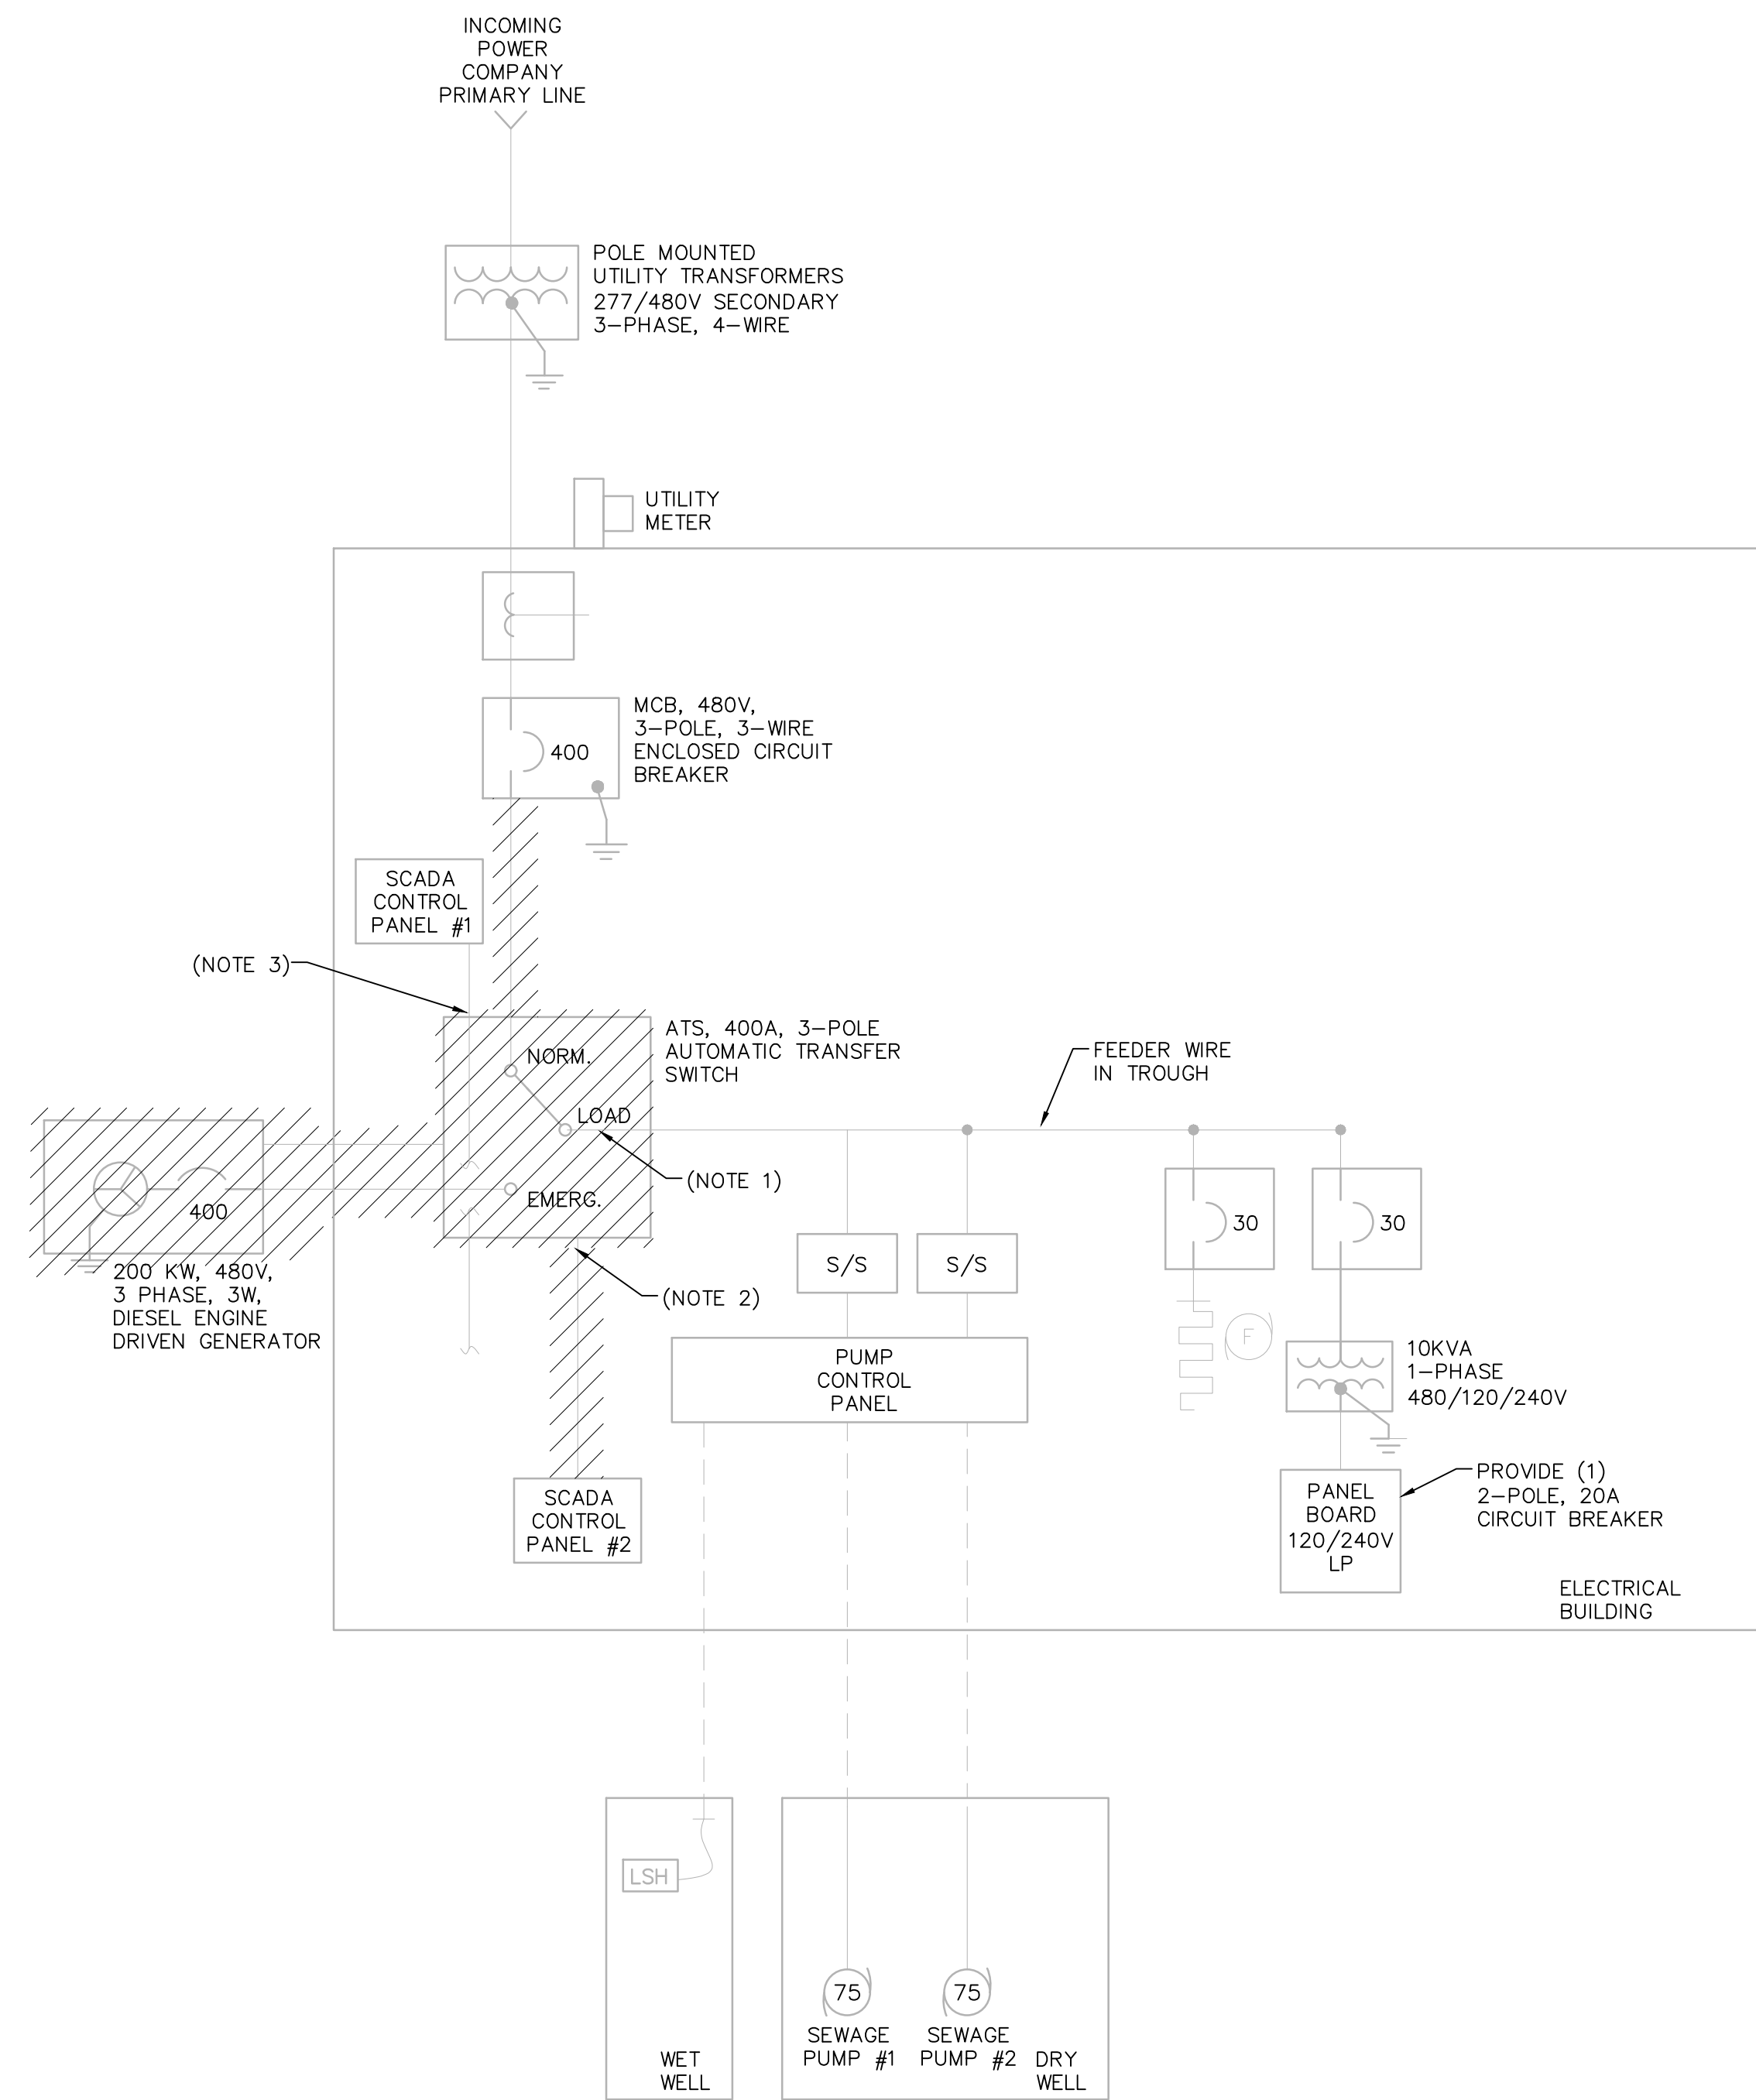 INCOMING
POWER
COMPANY
PRIMARY LINE
POLE MOUNTED
UTILITY TRANSFORMERS
277/480V SECONDARY
3-PHASE, 4-WIRE
UTILITY
METER
MCB, 480V,
3-POLE, 3-WIRE
ENCLOSED CIRCUIT
BREAKER
400
SCADA
CONTROL
PANEL #1
(NOTE 3)
NORM.
LOAD
EMERG.
ATS, 400A, 3-POLE
AUTOMATIC TRANSFER
SWITCH
FEEDER WIRE
IN TROUGH
(NOTE 1)
(NOTE 2)
400
200 KW, 480V,
3 PHASE, 3W,
DIESEL ENGINE
DRIVEN GENERATOR
S/S
S/S
30
30
F
PUMP
CONTROL
PANEL
10KVA
1-PHASE
480/120/240V
SCADA
CONTROL
PANEL #2
PANEL
BOARD
120/240V
LP
PROVIDE (1)
2-POLE, 20A
CIRCUIT BREAKER
ELECTRICAL
BUILDING
LSH
WET
WELL
75
SEWAGE
PUMP #1
75
SEWAGE
PUMP #2
DRY
WELL